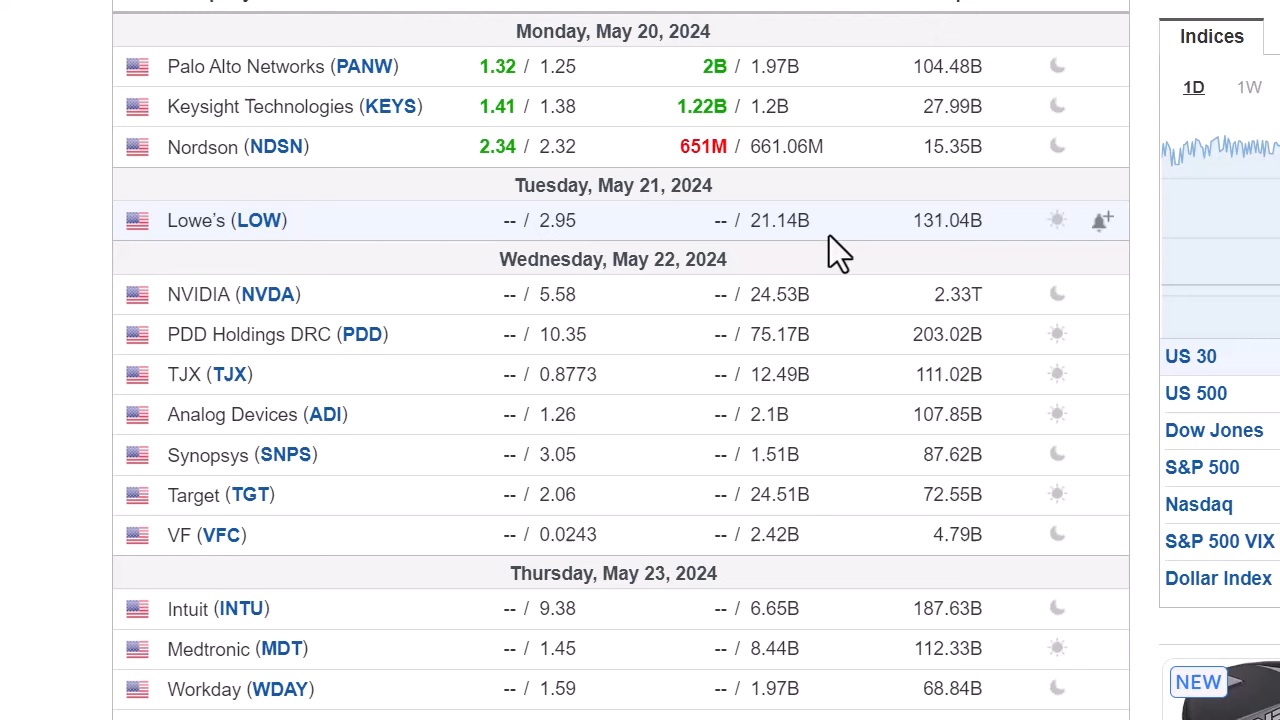 Monday, May 20, 2024
Palo Alto Networks (PANW) 1.32 / 1.25 2B / 1.97B 104.48B
Keysight Technologies (KEYS) 1.41 / 1.38 1.22B / 1.2B 27.99B
Nordson (NDSN) 2.34 / 2.32 651M / 661.06M 15.35B
Tuesday, May 21, 2024
Lowe's (LOW) -- / 2.95 -- / 21.14B 131.04B
Wednesday, May 22, 2024
NVIDIA (NVDA) -- / 5.58 -- / 24.53B 2.33T
PDD Holdings DRC (PDD) -- / 10.35 -- / 75.17B 203.02B
TJX (TJX) -- / 0.8773 -- / 12.49B 111.02B
Analog Devices (ADI) -- / 1.26 -- / 2.1B 107.85B
Synopsys (SNPS) -- / 3.05 -- / 1.51B 87.62B
Target (TGT) -- / 2.06 -- / 24.51B 72.55B
VF (VFC) -- / 0.0243 -- / 2.42B 4.79B
Thursday, May 23, 2024
Intuit (INTU) -- / 9.38 -- / 6.65B 187.63B
Medtronic (MDT) -- / 1.45 -- / 8.44B 112.33B
Workday (WDAY) -- / 1.59 -- / 1.97B 68.84B
Indices
1D 1W
US 30
US 500
Dow Jones
S&P 500
Nasdaq
S&P 500 VIX
Dollar Index
NEW